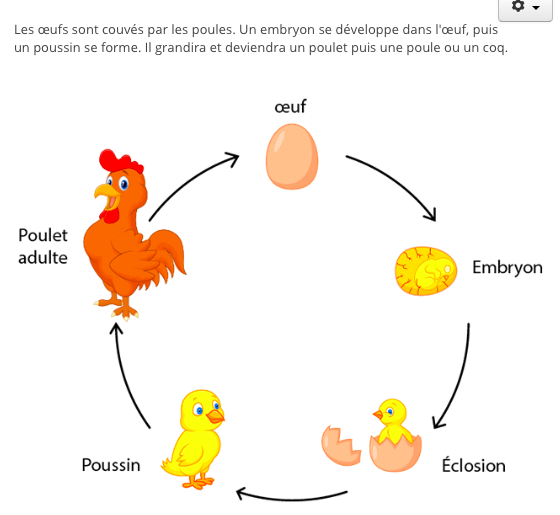 Les œufs sont couvés par les poules. Un embryon se développe dans l'œuf, puis
un poussin se forme. Il grandira et deviendra un poulet puis une poule ou un coq.
œuf
Poulet
adulte
Embryon
Poussin
Éclosion